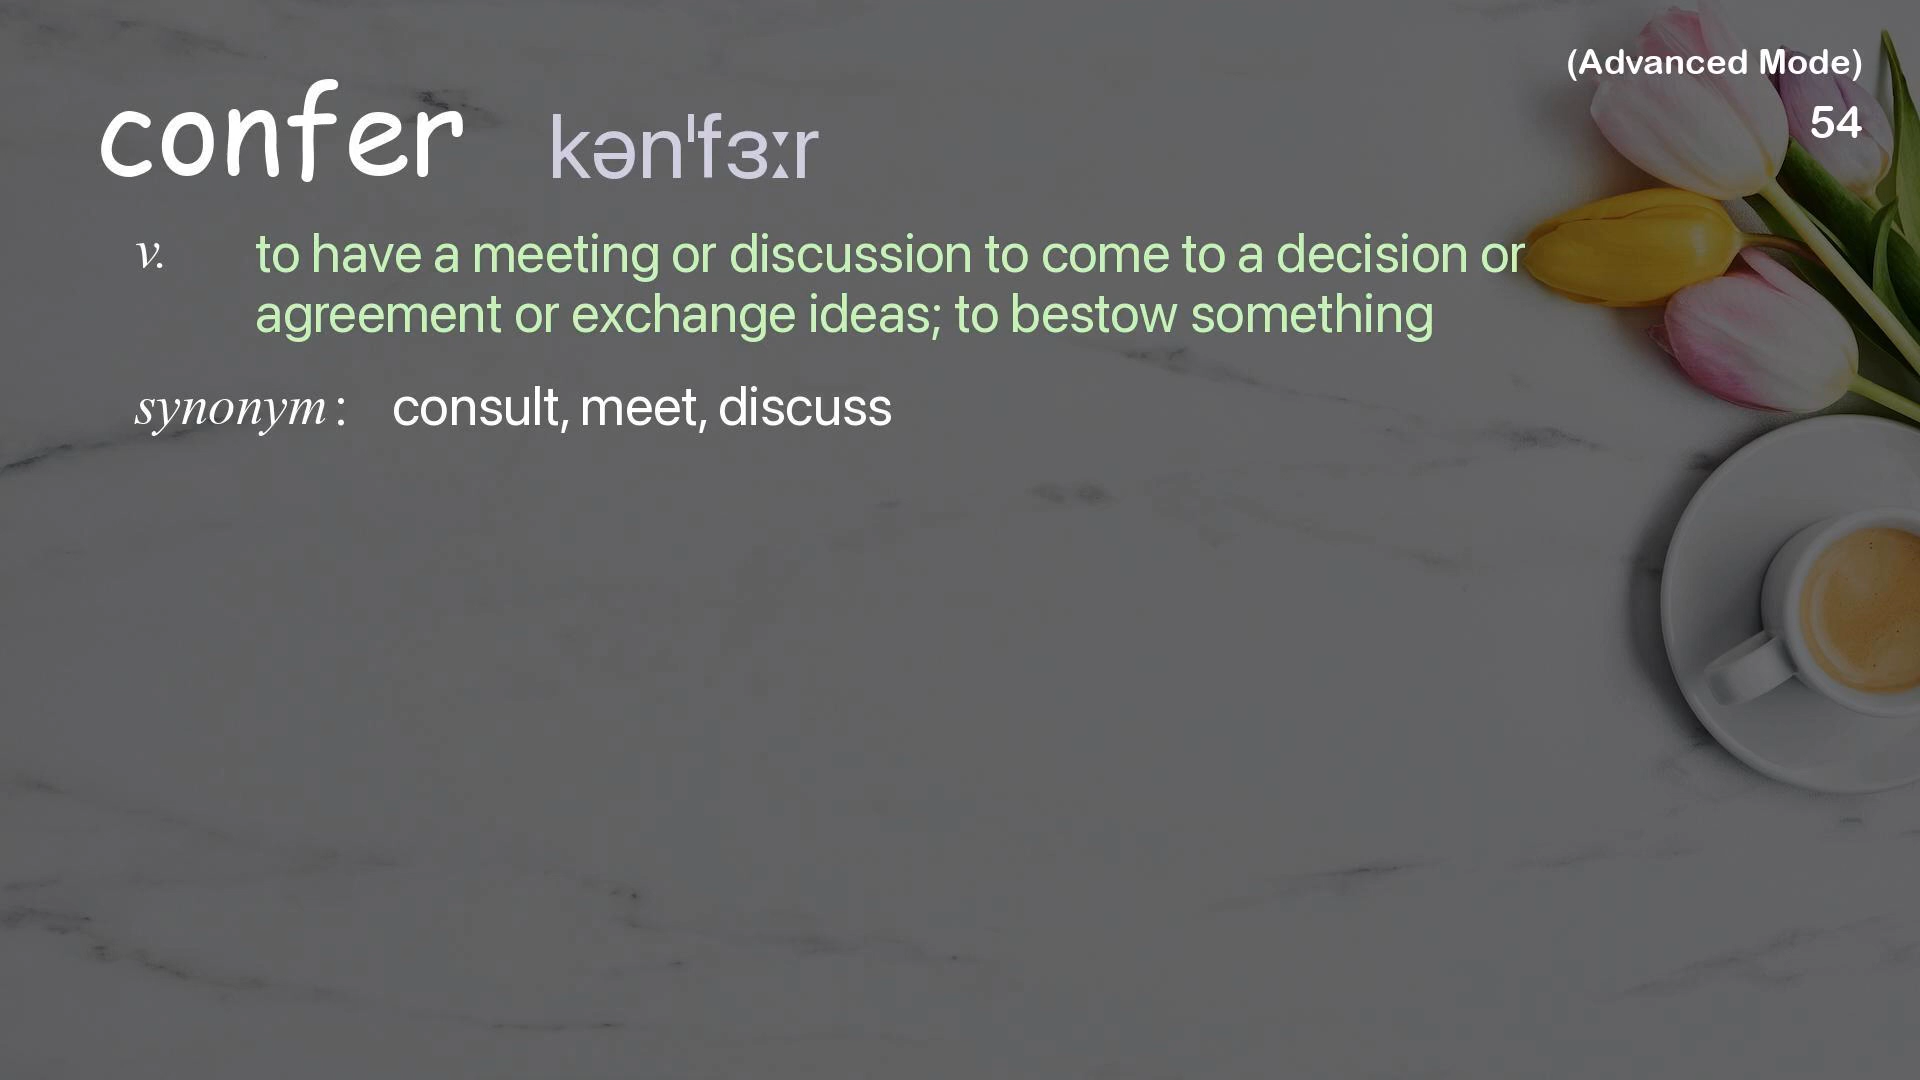 (Advanced Mode)
54
confer kənˈfɜːr
v. to have a meeting or discussion to come to a decision or
agreement or exchange ideas; to bestow something
synonym : consult, meet, discuss